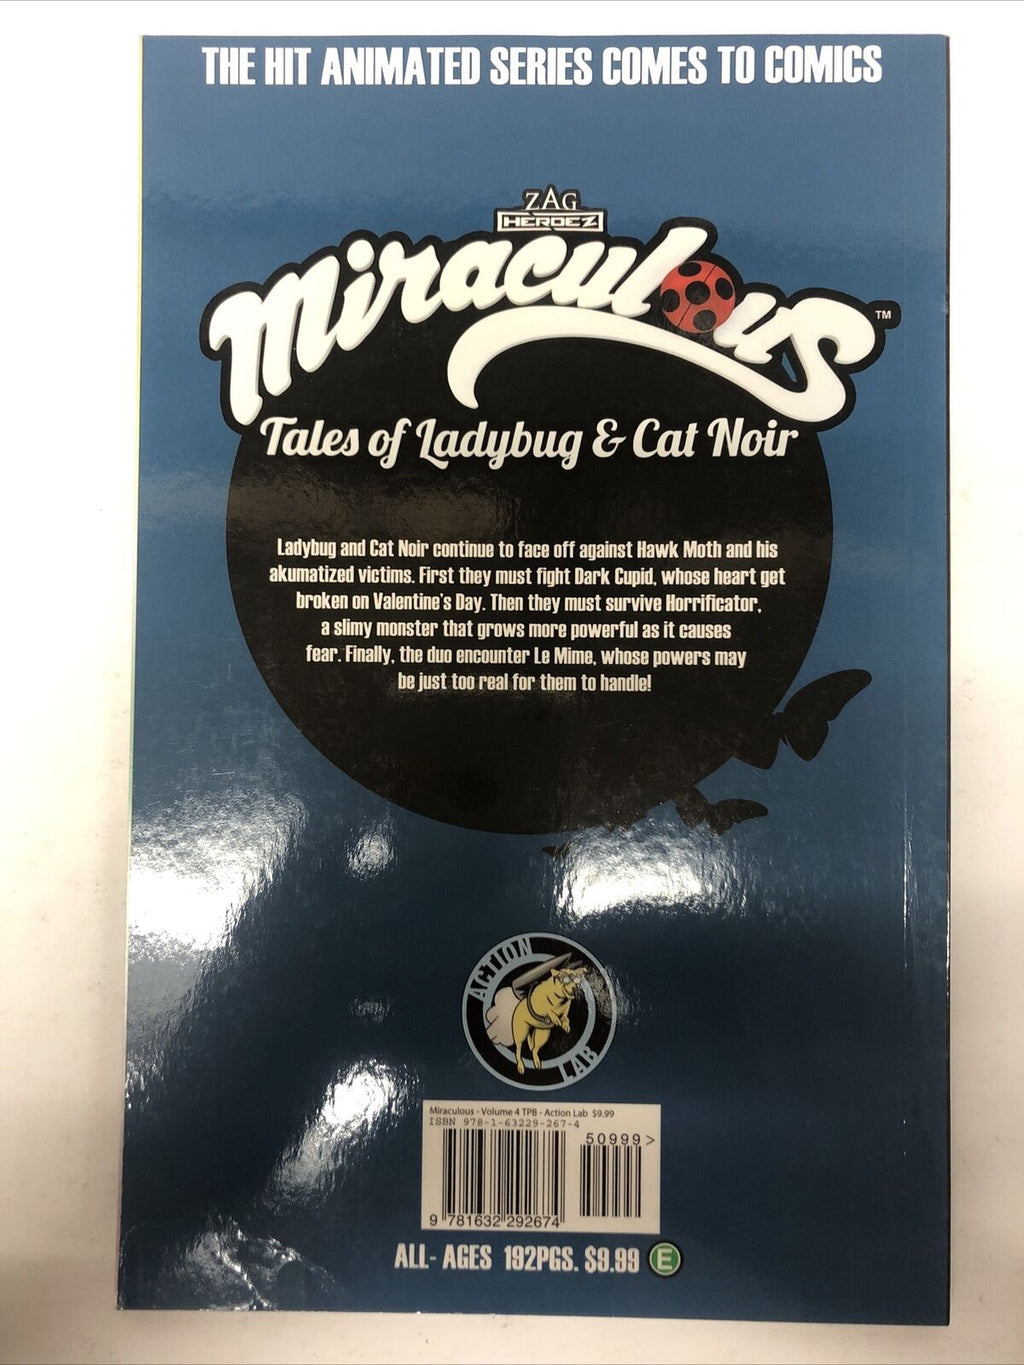 THE HIT ANIMATED SERIES COMES TO COMICS
ZAG
HEROEZ
Miraculous
TM
Tales of Ladybug & Cat Noir
Ladybug and Cat Noir continue to face off against Hawk Moth and his
akumatized victims. First they must fight Dark Cupid, whose heart get
broken on Valentine's Day. Then they must survive Horrificator,
a slimy monster that grows more powerful as it causes
fear. Finally, the duo encounter Le Mime, whose powers may
be just too real for them to handle!
ACTION
LAB
Miraculous - Volume 4 TPB - Action Lab $9.99
ISBN 978-1-63229-267-4
50999>
9 781632 292674
ALL- AGES 192PGS. $9.99 E